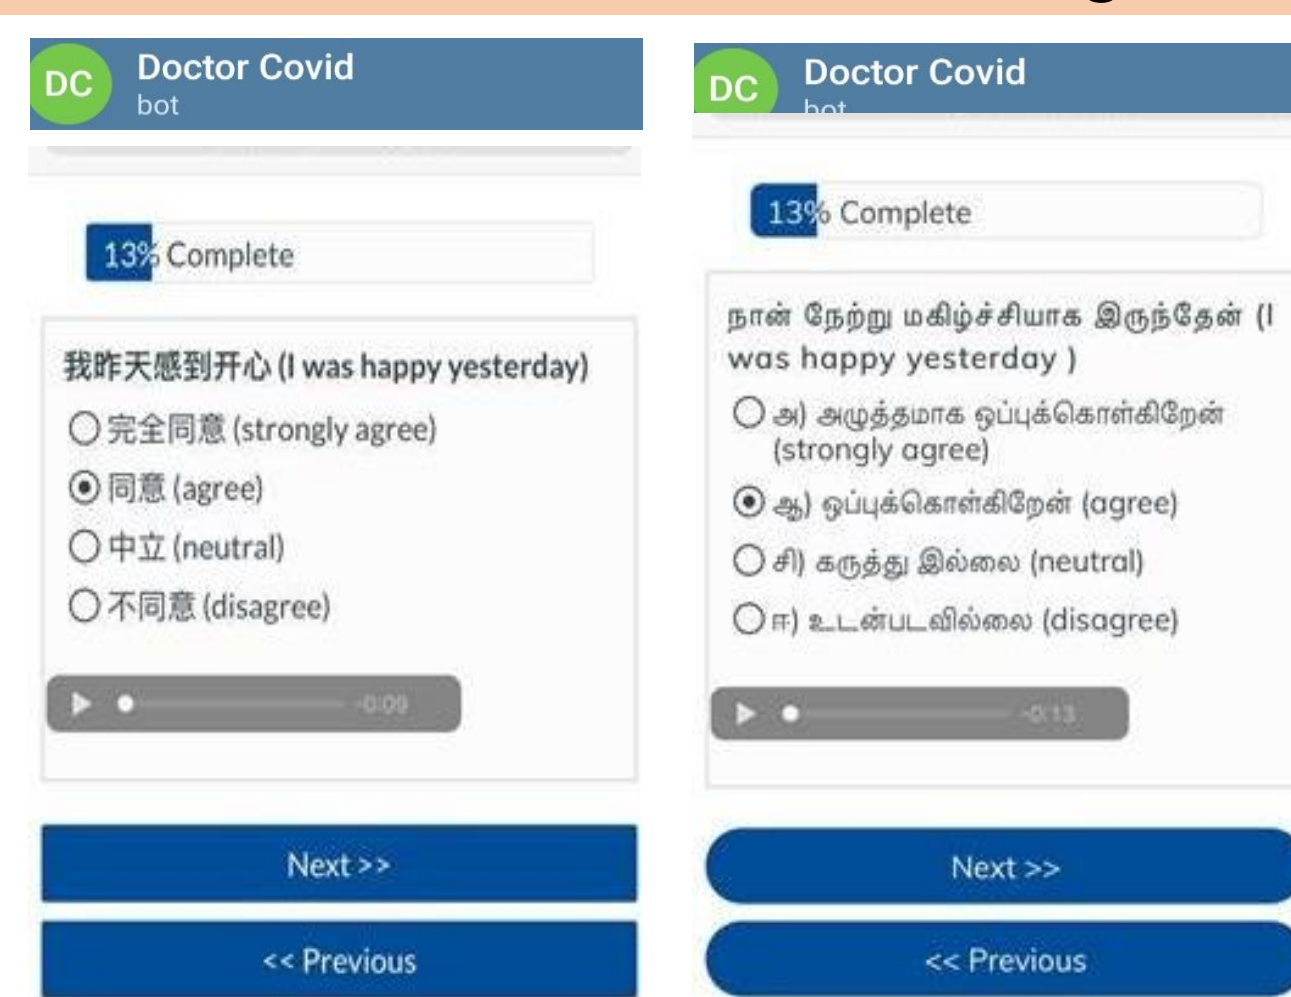 DC
Doctor Covid
bot
13% Complete
我昨天感到开心 (I was happy yesterday)
完全同意 (strongly agree)
同意 (agree)
中立 (neutral)
不同意 (disagree)
-0:09
Next >>
<< Previous
DC
Doctor Covid
bot
13% Complete
நான் நேற்று மகிழ்ச்சியாக இருந்தேன் (I
was happy yesterday )
அ) அழுத்தமாக ஒப்புக்கொள்கிறேன்
(strongly agree)
ஆ) ஒப்புக்கொள்கிறேன் (agree)
சி) கருத்து இல்லை (neutral)
ஈ) உடன்படவில்லை (disagree)
-0:13
Next >>
<< Previous